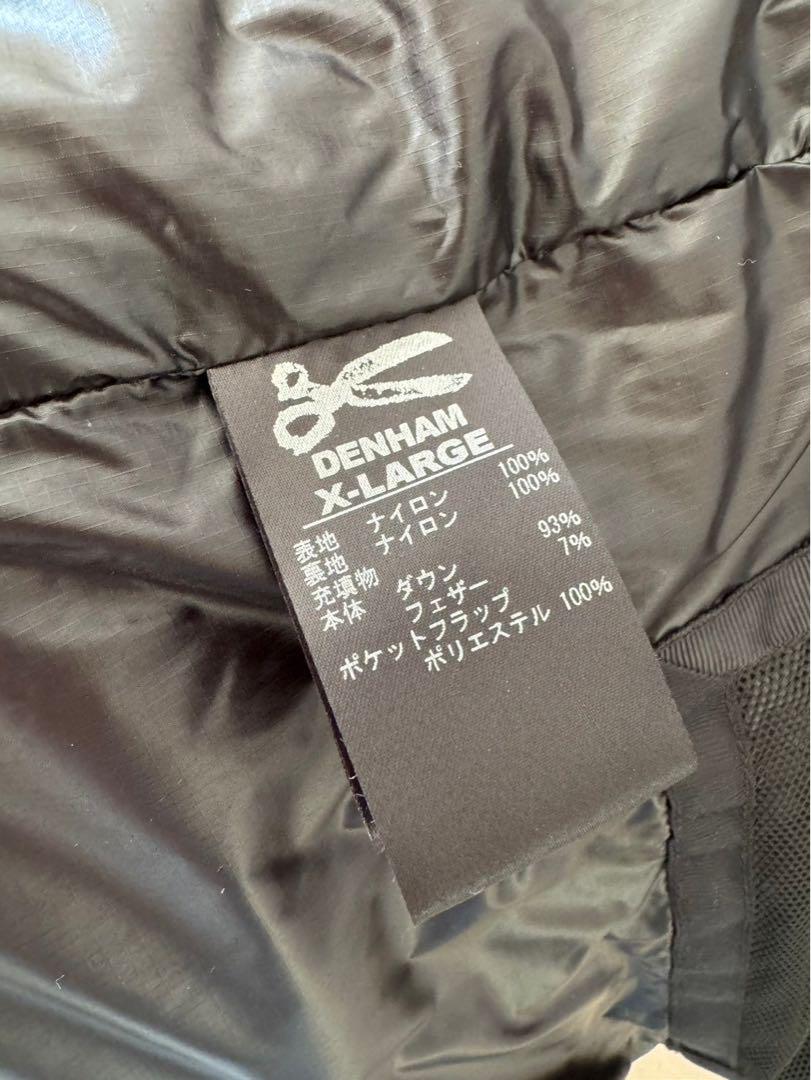 DENHAM
X-LARGE
表地 ナイロン 100%
裏地 ナイロン 100%
充填物
本体 ダウン 93%
フェザー 7%
ポケットフラップ
ポリエステル 100%